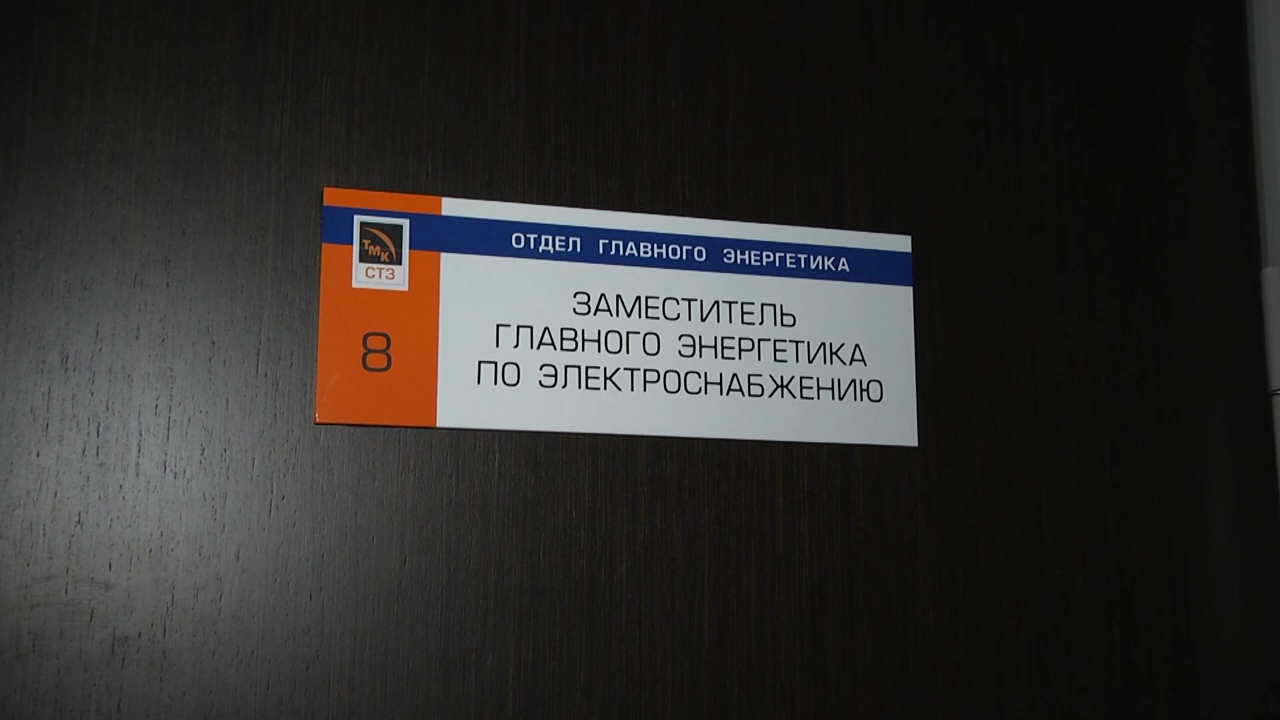 ОТДЕЛ ГЛАВНОГО ЭНЕРГЕТИКА
ТМК
СТЗ
8
ЗАМЕСТИТЕЛЬ
ГЛАВНОГО ЭНЕРГЕТИКА
ПО ЭЛЕКТРОСНАБЖЕНИЮ